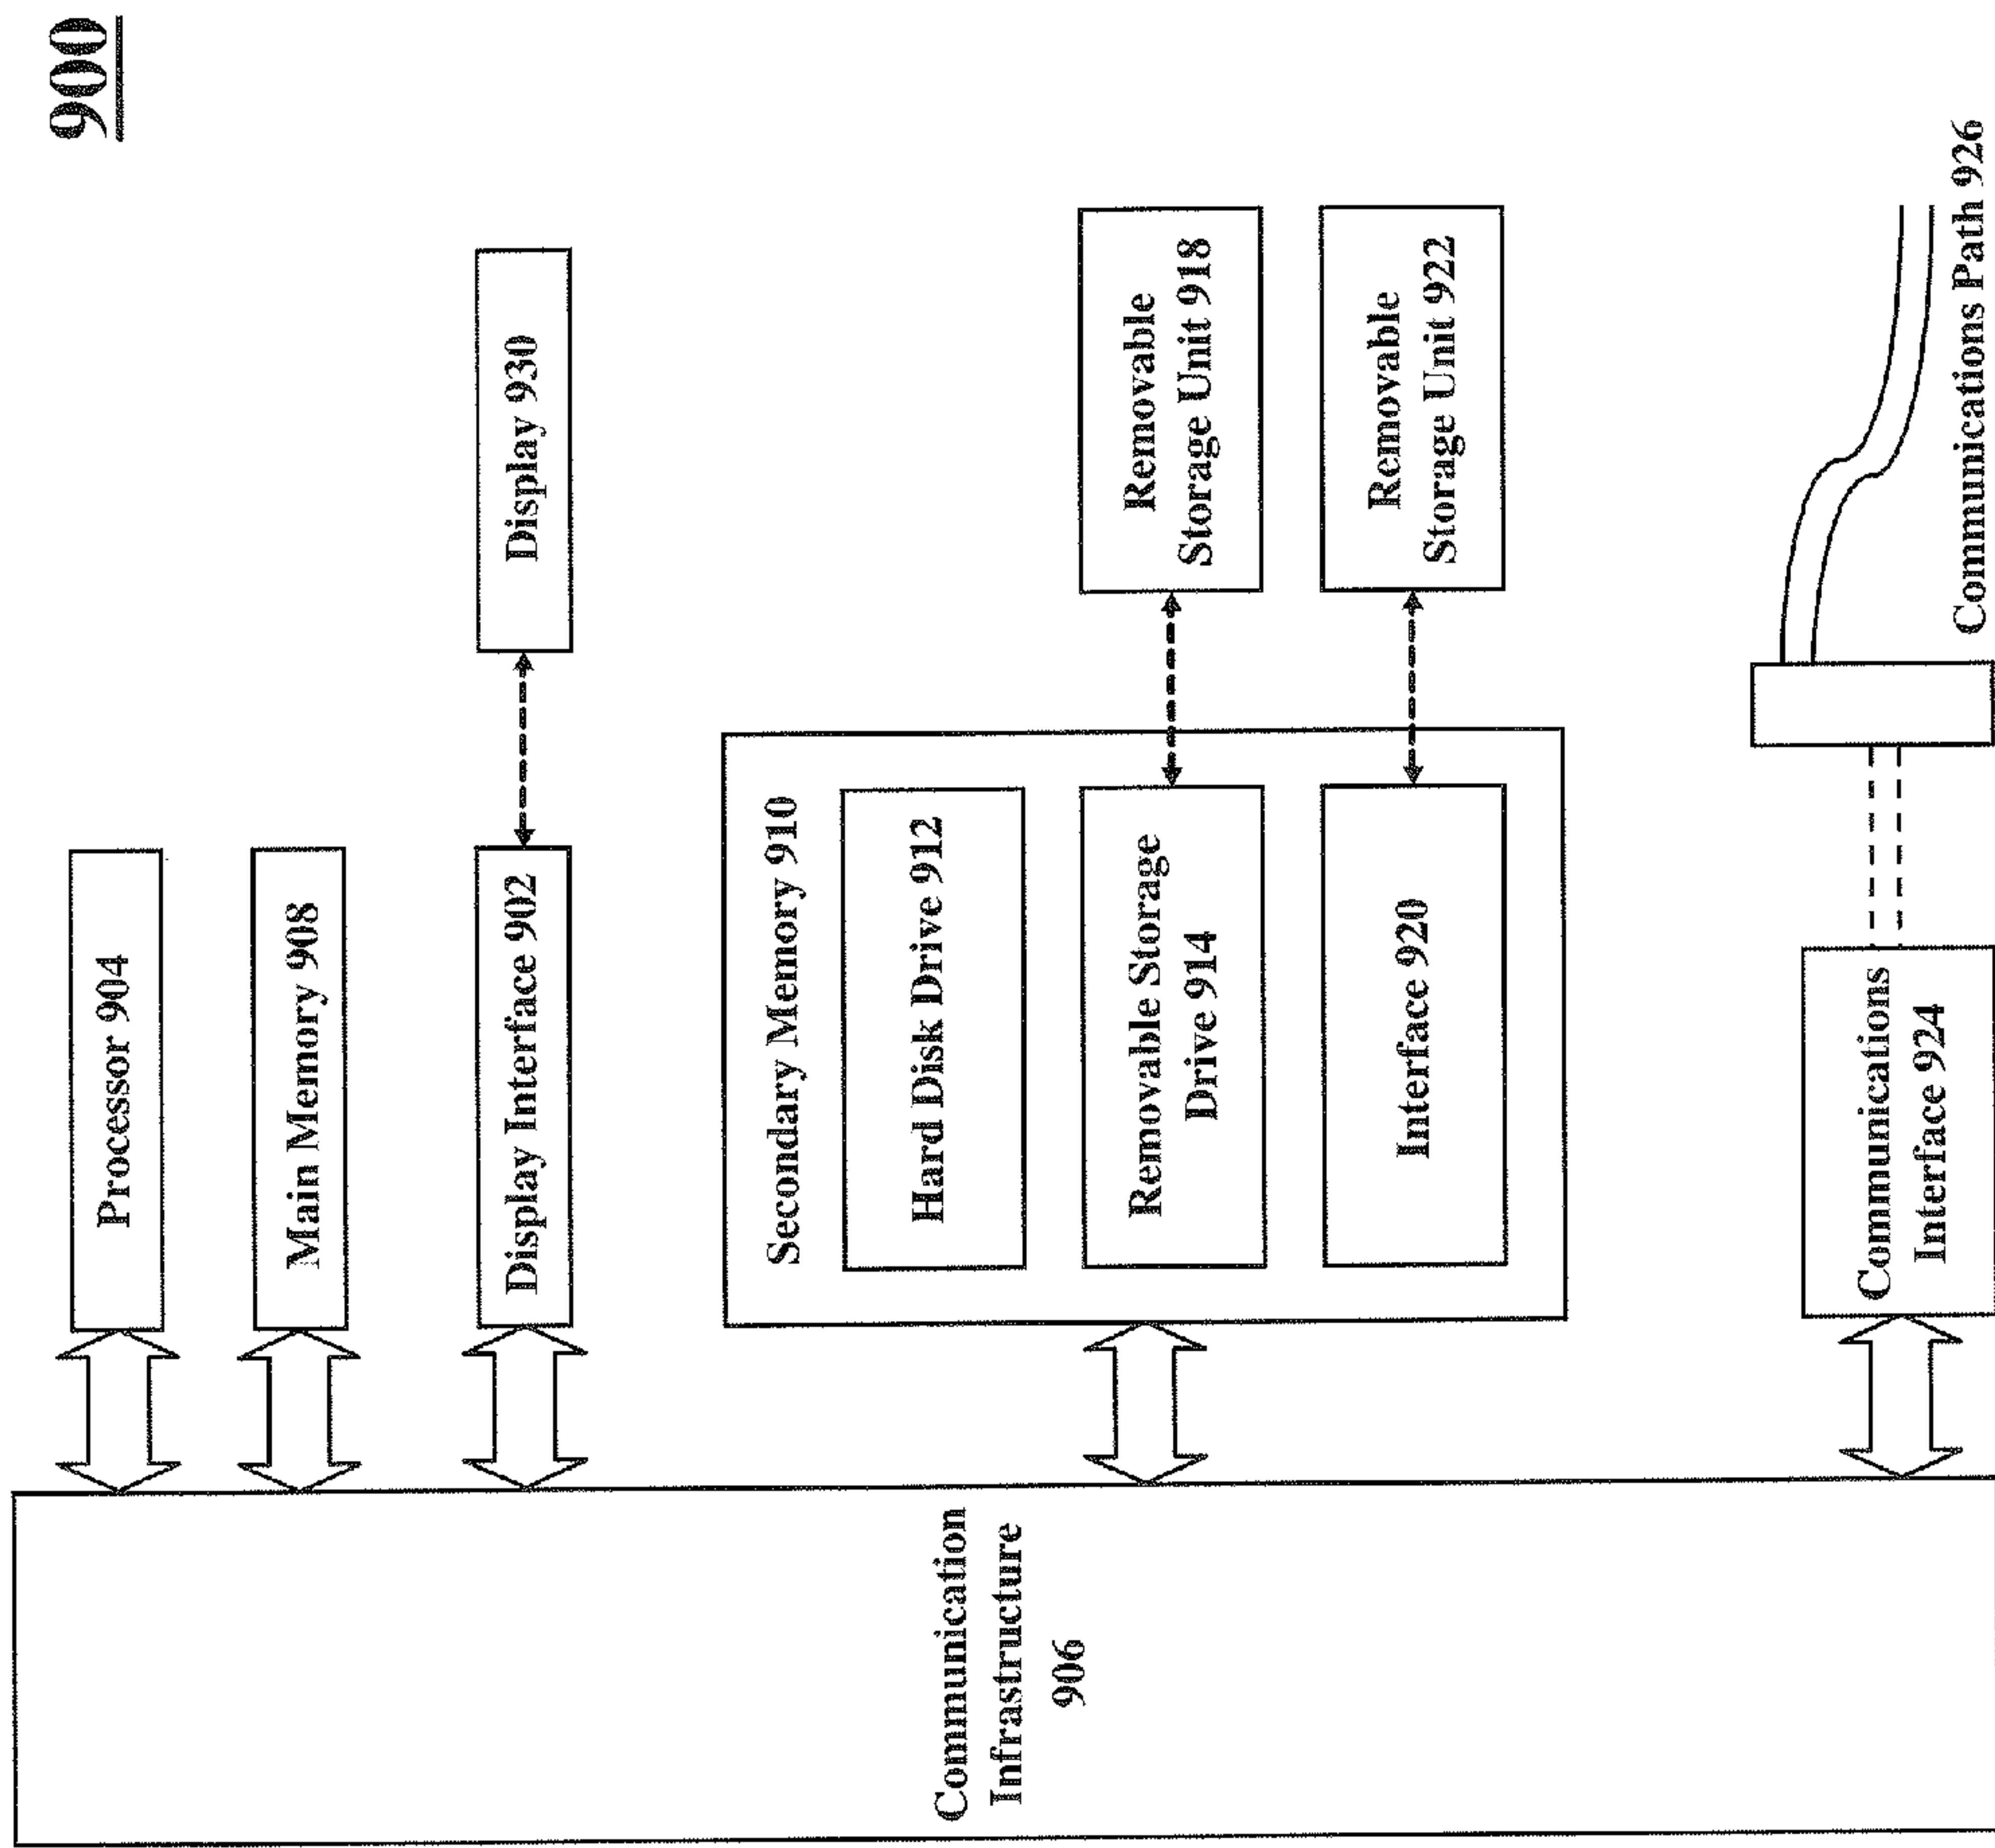 900
Processor 904
Main Memory 908
Display Interface 902
Display 930
Secondary Memory 910
Hard Disk Drive 912
Removable Storage
Drive 914
Removable
Storage Unit 918
Interface 920
Removable
Storage Unit 922
Communication
Infrastructure
906
Communications
Interface 924
Communications Path 926